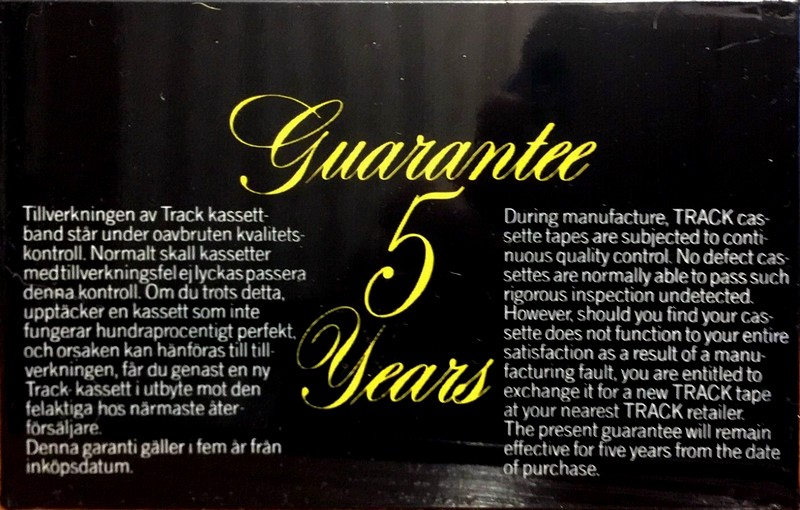 Guarantee
5
Years
Tillverkningen av Track kassett-
band står under oavbruten kvalitets-
kontroll. Normalt skall kassetter
med tillverkningsfel ej lyckas passera
denna kontroll. Om du trots detta,
upptäcker en kassett som inte
fungerar hundraprocentigt perfekt,
och orsaken kan hänföras till till-
verkningen, får du genast en ny
Track-kassett i utbyte mot den
felaktiga hos närmaste åter-
försäljare.
Denna garanti gäller i fem år från
inköpsdatum.
During manufacture, TRACK cas-
sette tapes are subjected to conti-
nuous quality control. No defect cas-
settes are normally able to pass such
rigorous inspection undetected.
However, should you find your cas-
sette does not function to your entire
satisfaction as a result of a manu-
facturing fault, you are entitled to
exchange it for a new TRACK tape
at your nearest TRACK retailer.
The present guarantee will remain
effective for five years from the date
of purchase.